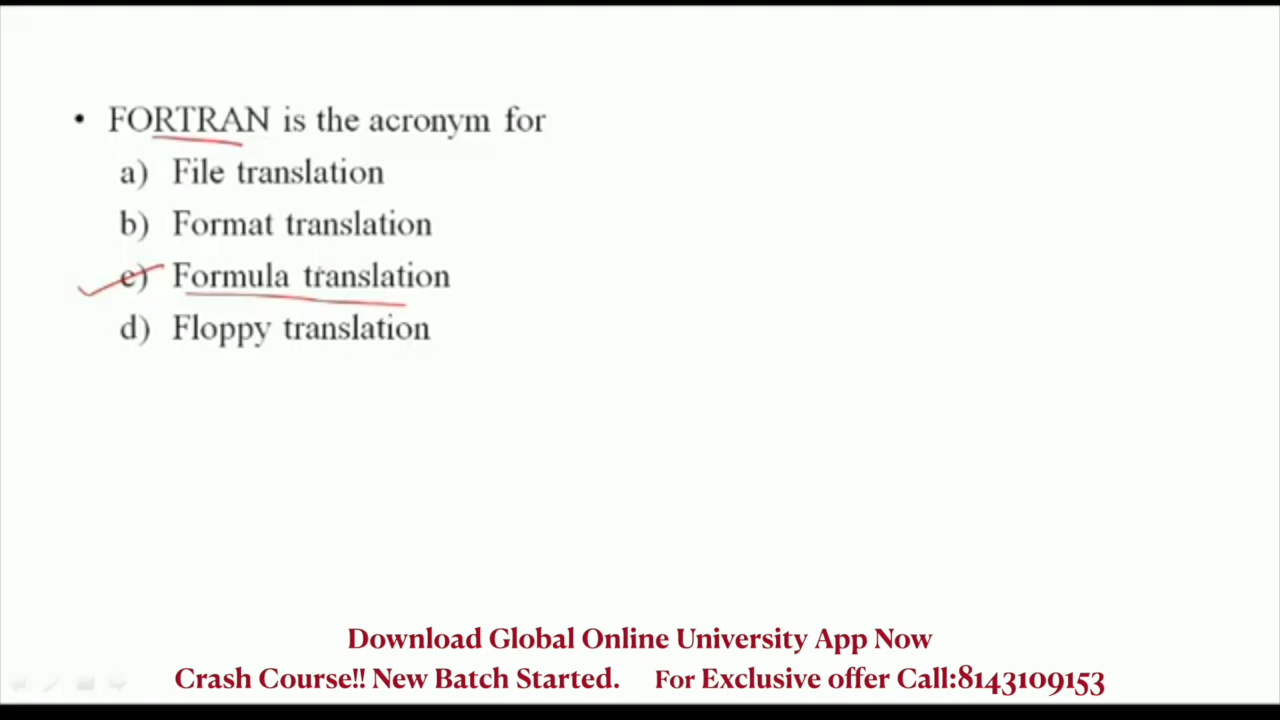 • FORTRAN is the acronym for
a) File translation
b) Format translation
c) Formula translation
d) Floppy translation
Download Global Online University App Now
Crash Course!! New Batch Started. For Exclusive offer Call:8143109153